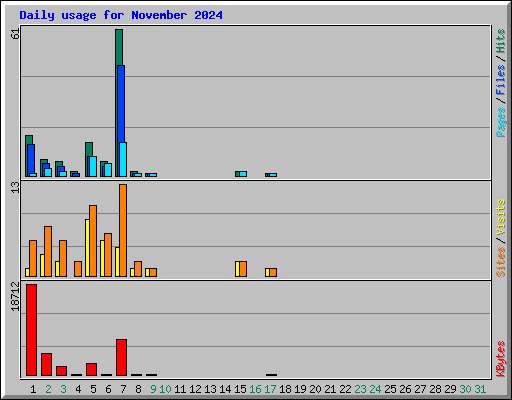 Daily usage for November 2024
61
Pages/Files/Hits
13
Sites/Visits
18712
KBytes
1 2 3 4 5 6 7 8 9 10 11 12 13 14 15 16 17 18 19 20 21 22 23 24 25 26 27 28 29 30 31